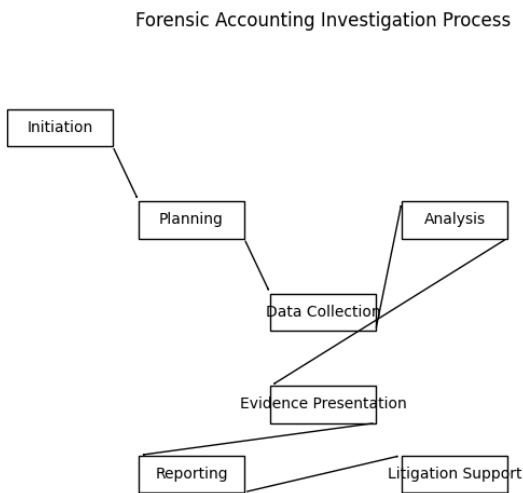 Forensic Accounting Investigation Process
Initiation
Planning
Analysis
Data Collection
Evidence Presentation
Reporting
Litigation Support